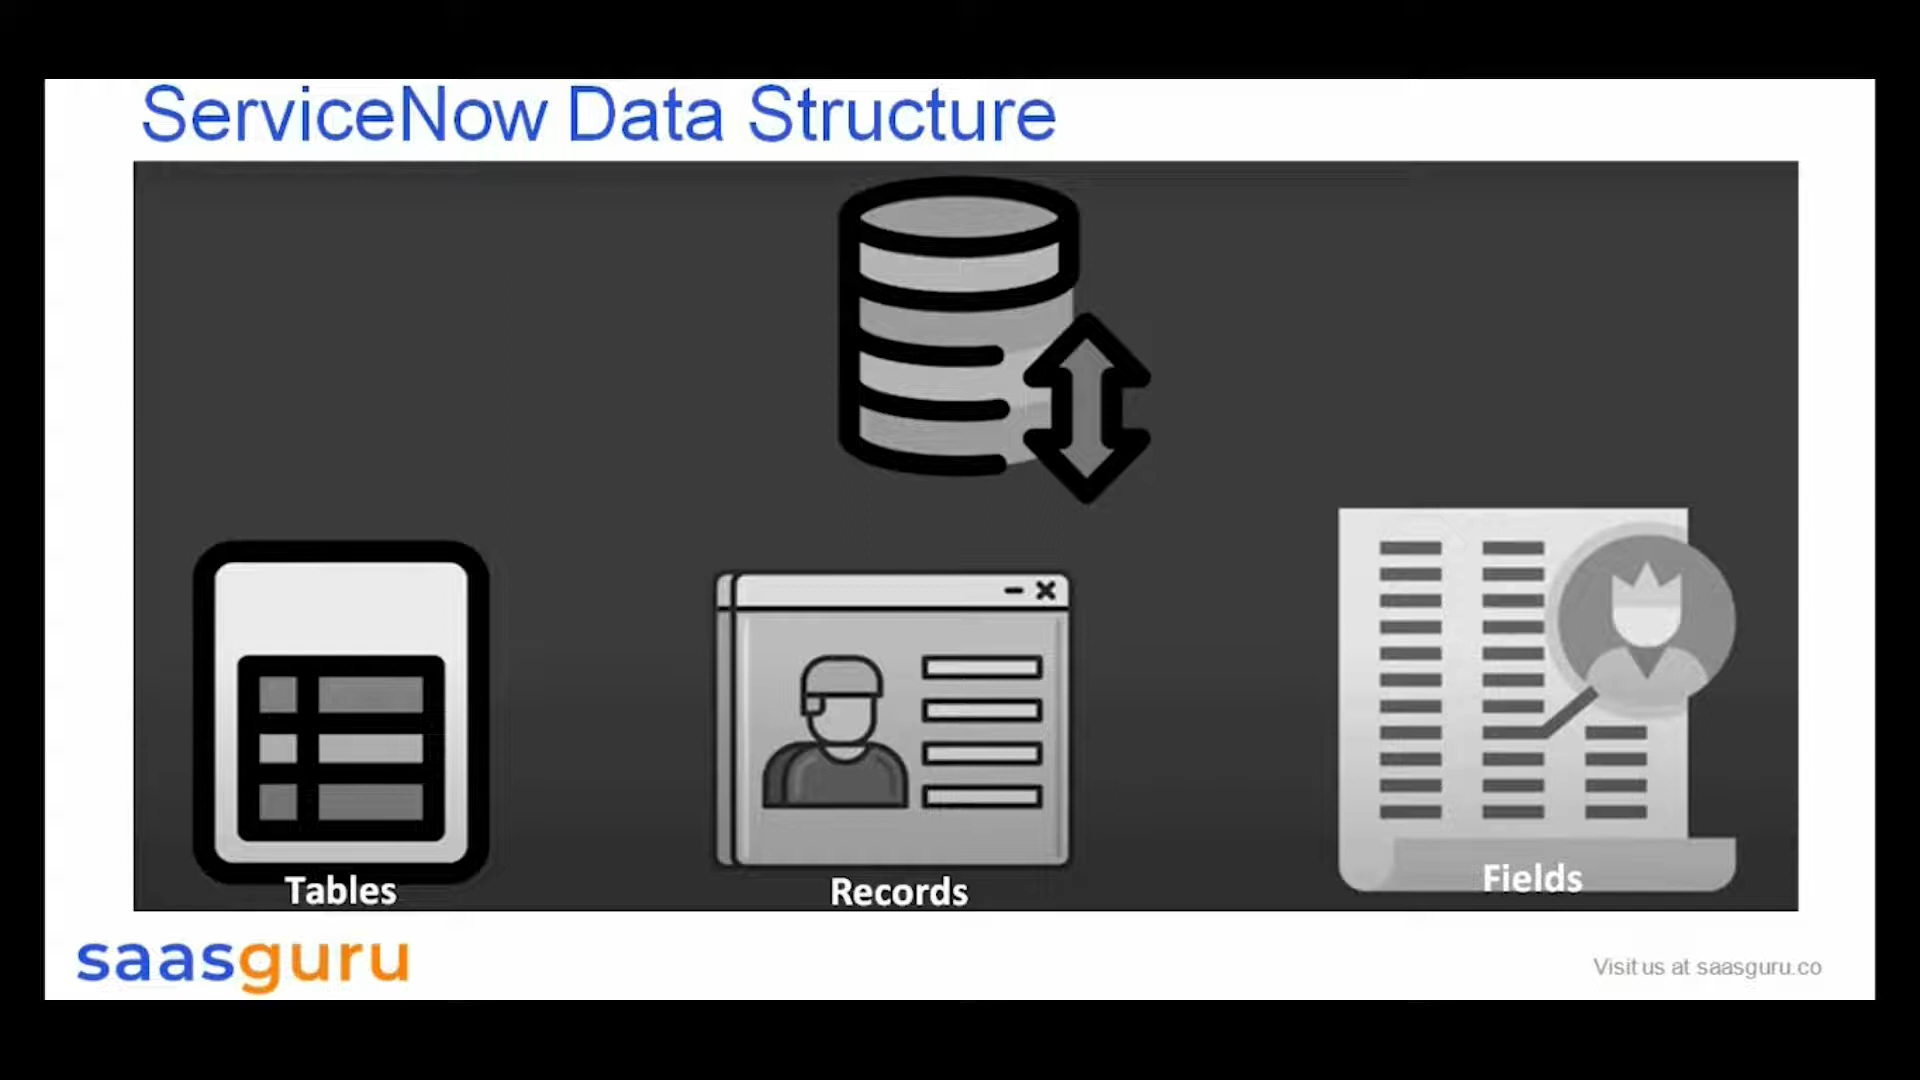 ServiceNow Data Structure
Tables
Records
Fields
saasguru
Visit us at saasguru.co